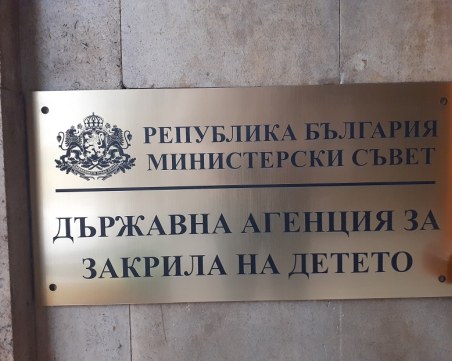 РЕПУБЛИКА БЪЛГАРИЯ
МИНИСТЕРСКИ СЪВЕТ
ДЪРЖАВНА АГЕНЦИЯ ЗА
ЗАКРИЛА НА ДЕТЕТО